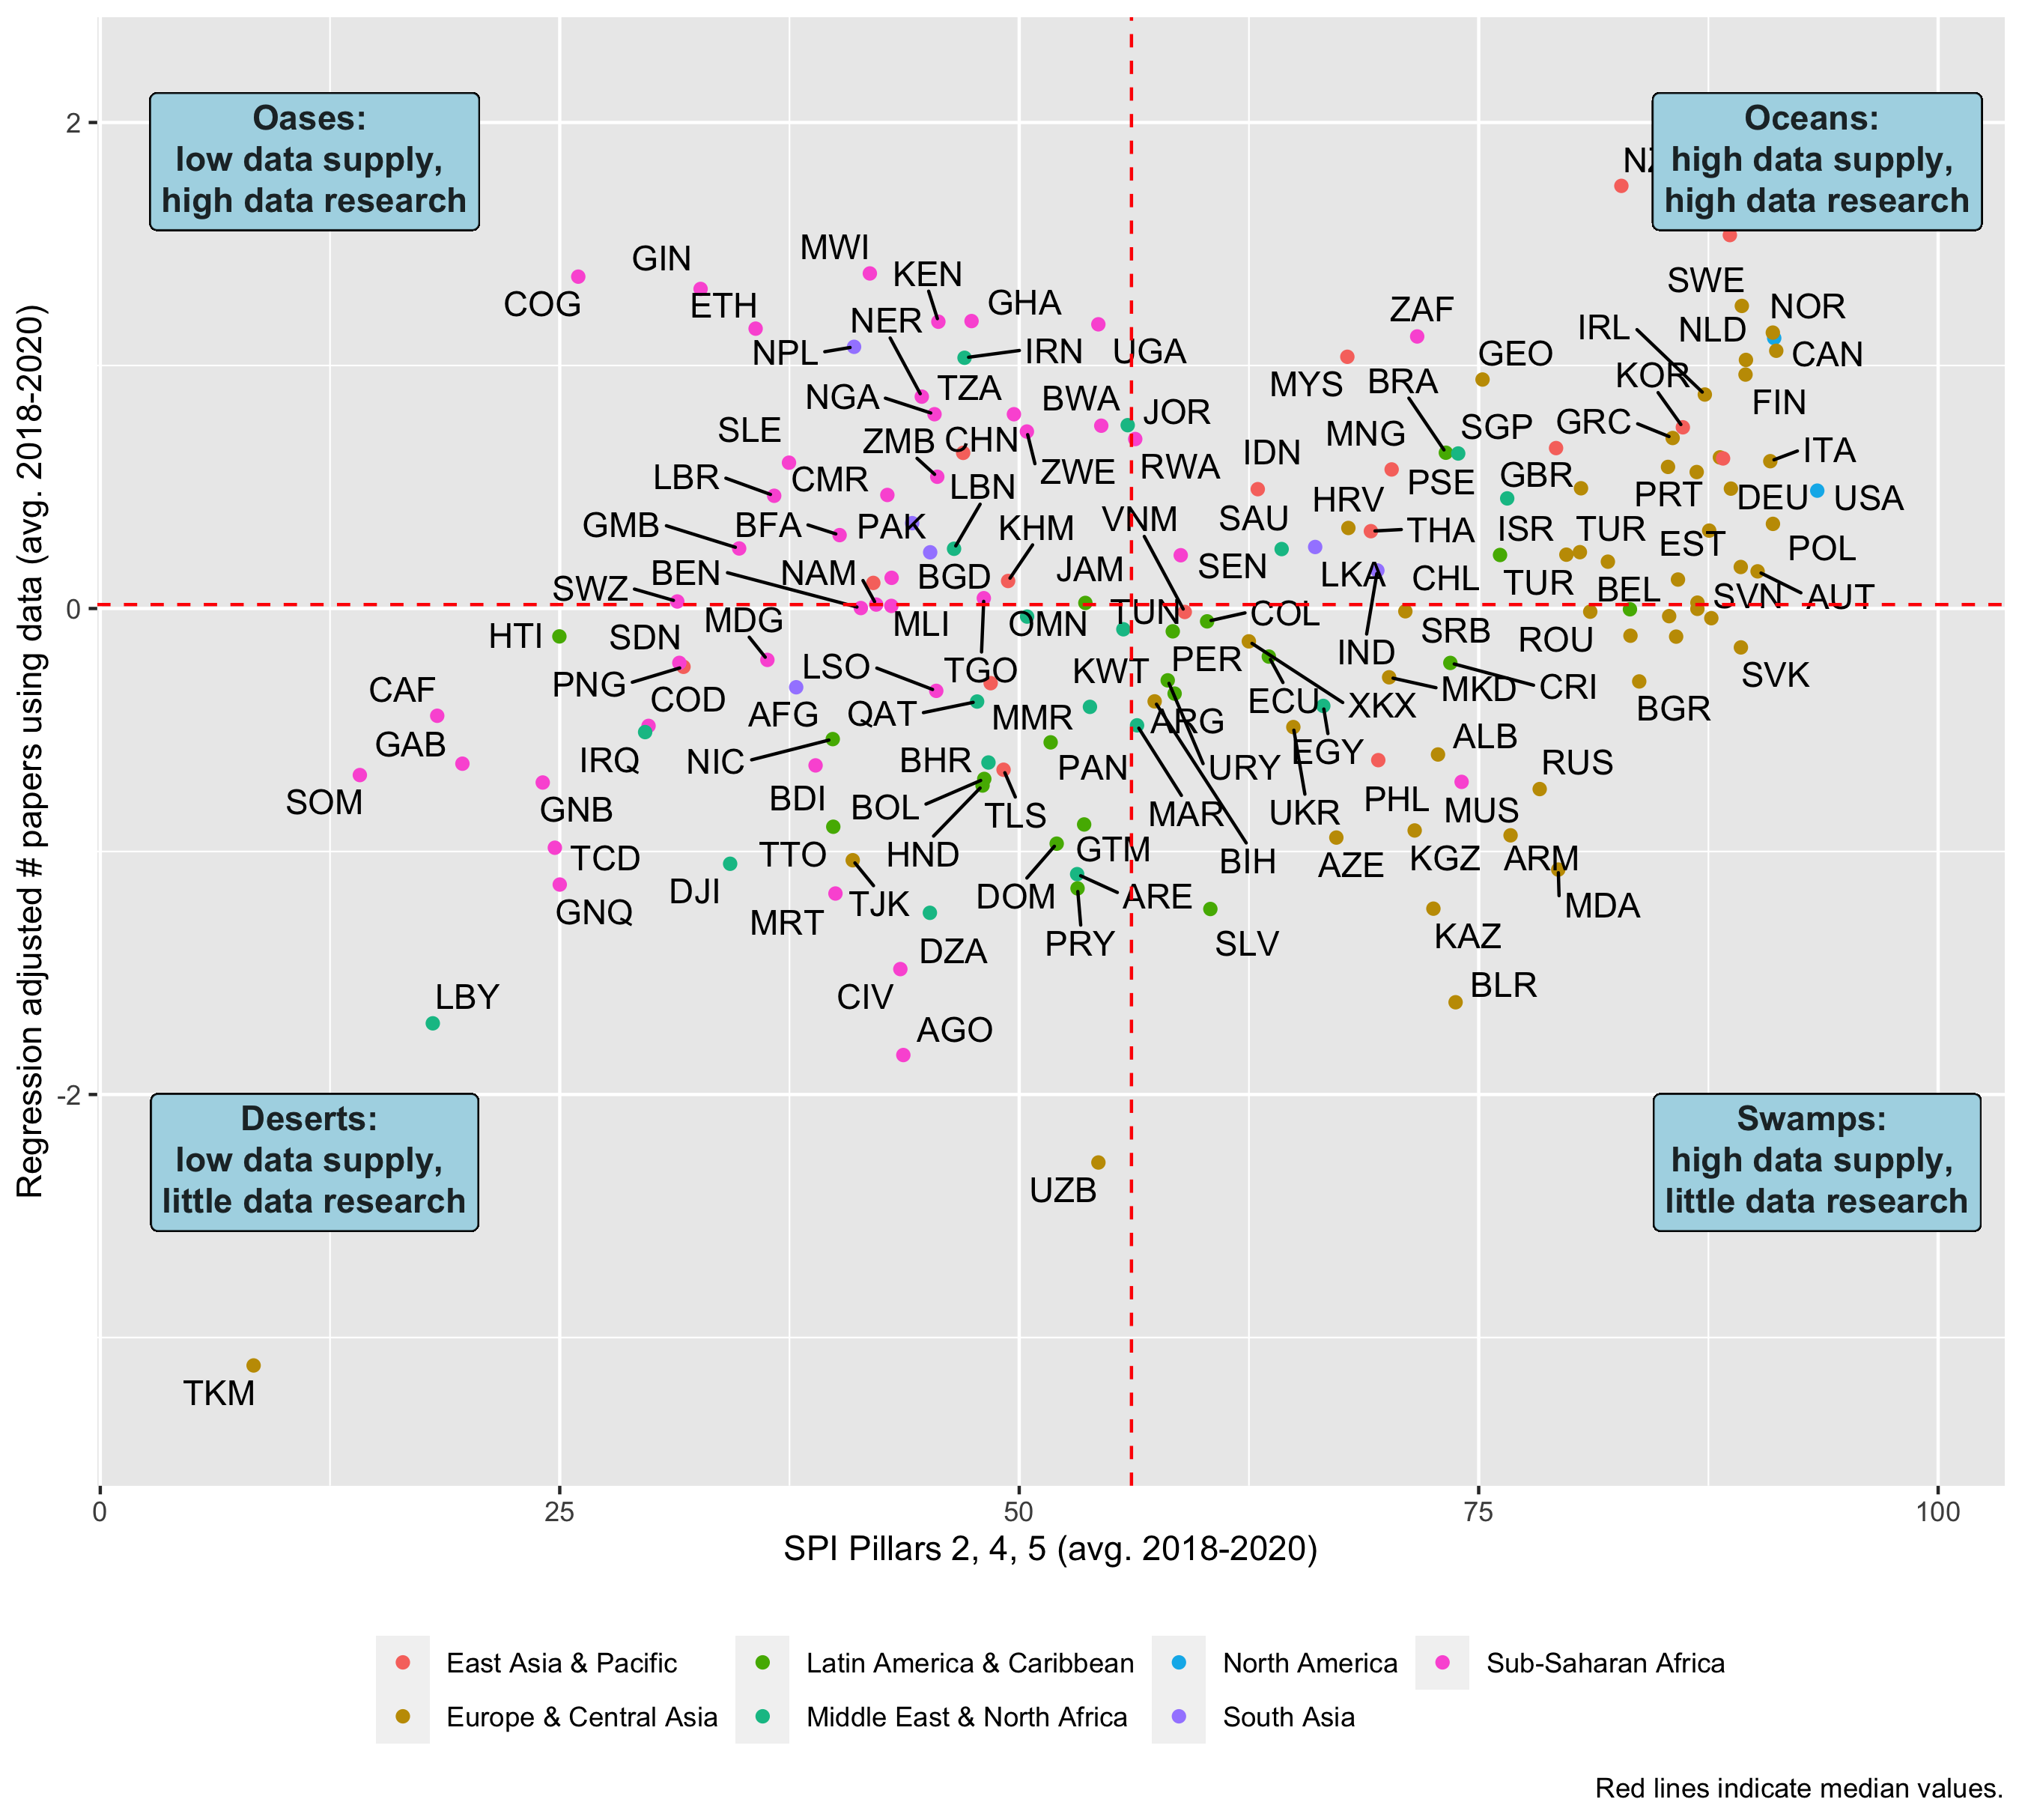 Oases:
low data supply,
high data research
Oceans:
high data supply,
high data research
GIN
MWI
KEN
COG
ETH
GHA
NER
NPL
IRN
UGA
NGA
TZA
BWA
JOR
SLE
ZMB
CHN
ZWE
RWA
LBR
CMR
LBN
GMB
BFA
PAK
KHM
VNM
BEN
NAM
BGD
JAM
SEN
SWZ
SWE
NOR
ZAF
IRL
NLD
CAN
GEO
MYS
BRA
KOR
FIN
MNG
SGP
GRC
ITA
IDN
PSE
GBR
PRT
DEU
USA
HRV
SAU
THA
ISR
TUR
EST
POL
LKA
CHL
TUR
BEL
SVN
AUT
HTI
SDN
MDG
MLI
OMN
TUN
COL
PNG
COD
LSO
TGO
KWT
PER
IND
SRB
ROU
CAF
AFG
QAT
MMR
ARG
ECU
XKX
MKD
CRI
BGR
SVK
GAB
IRQ
NIC
BHR
PAN
URY
EGY
ALB
RUS
SOM
GNB
BDI
BOL
TLS
MAR
UKR
PHL
MUS
TCD
TTO
HND
GTM
BIH
AZE
KGZ
ARM
GNQ
DJI
MRT
TJK
DOM
ARE
MDA
DZA
PRY
SLV
KAZ
LBY
CIV
BLR
AGO
Deserts:
low data supply,
little data research
Swamps:
high data supply,
little data research
UZB
TKM
2
0
-2
Regression adjusted # papers using data (avg. 2018-2020)
0
25
50
75
100
SPI Pillars 2, 4, 5 (avg. 2018-2020)
East Asia & Pacific
Latin America & Caribbean
North America
Sub-Saharan Africa
Europe & Central Asia
Middle East & North Africa
South Asia
Red lines indicate median values.